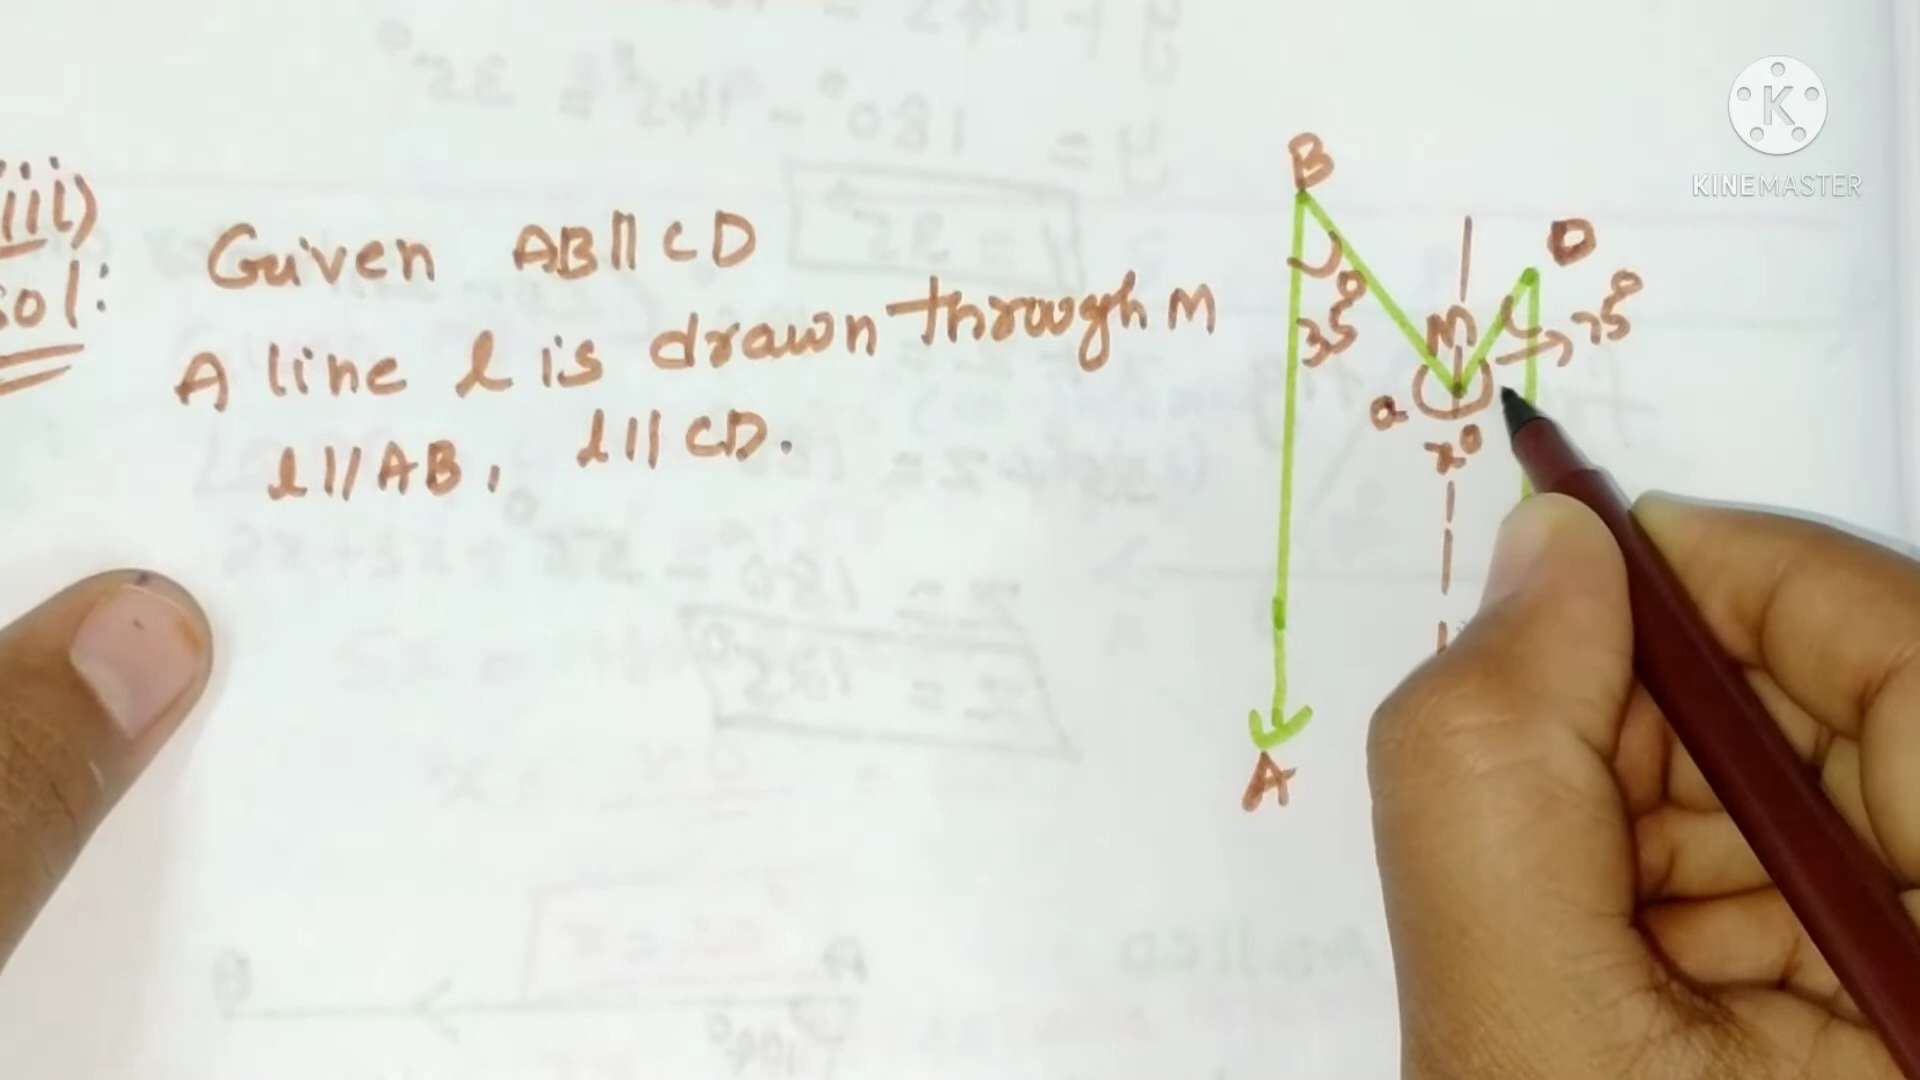 iii)
sol:
Given AB||CD
A line l is drawn through M
l//AB, l||CD.
B
D
35°
M
75°
a
x°
A
K
KINEMASTER